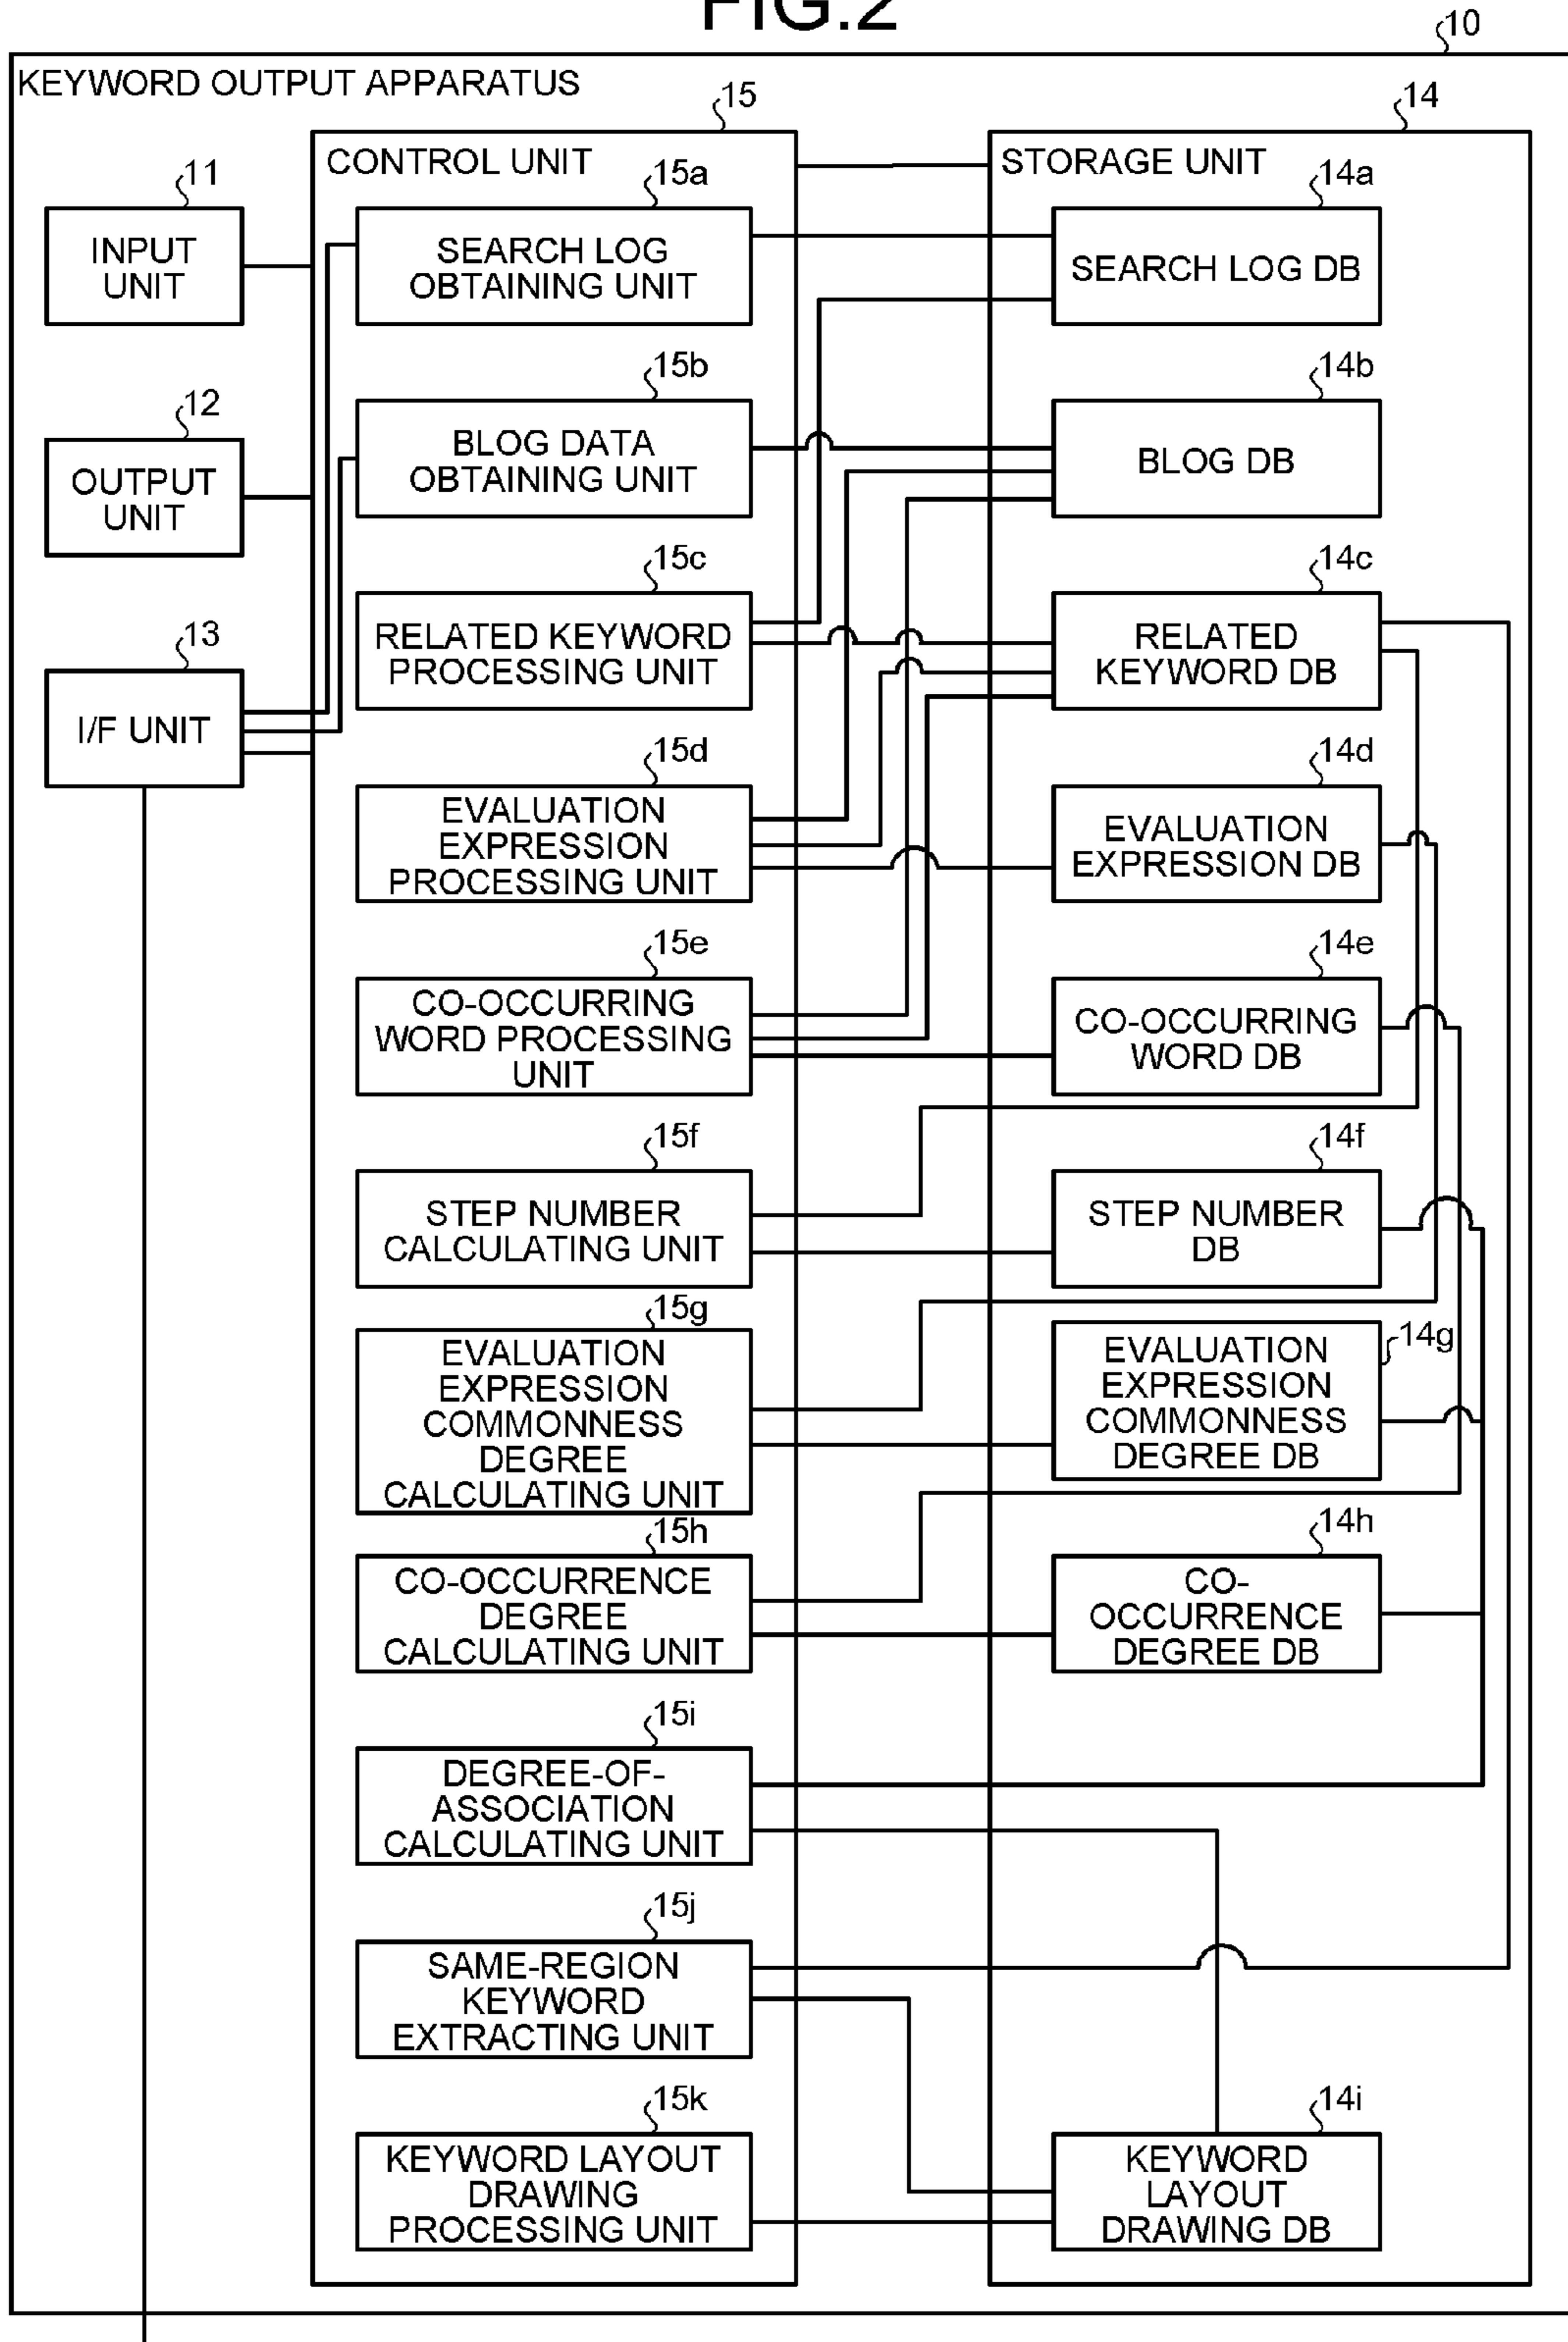 FIG.2
10
KEYWORD OUTPUT APPARATUS
15
14
CONTROL UNIT
STORAGE UNIT
11
INPUT
UNIT
12
OUTPUT
UNIT
13
I/F UNIT
15a
SEARCH LOG
OBTAINING UNIT
14a
SEARCH LOG DB
15b
BLOG DATA
OBTAINING UNIT
14b
BLOG DB
15c
RELATED KEYWORD
PROCESSING UNIT
14c
RELATED
KEYWORD DB
15d
EVALUATION
EXPRESSION
PROCESSING UNIT
14d
EVALUATION
EXPRESSION DB
15e
CO-OCCURRING
WORD PROCESSING
UNIT
14e
CO-OCCURRING
WORD DB
15f
STEP NUMBER
CALCULATING UNIT
14f
STEP NUMBER
DB
15g
EVALUATION
EXPRESSION
COMMONNESS
DEGREE
CALCULATING UNIT
14g
EVALUATION
EXPRESSION
COMMONNESS
DEGREE DB
15h
CO-OCCURRENCE
DEGREE
CALCULATING UNIT
14h
CO-
OCCURRENCE
DEGREE DB
15i
DEGREE-OF-
ASSOCIATION
CALCULATING UNIT
15j
SAME-REGION
KEYWORD
EXTRACTING UNIT
15k
KEYWORD LAYOUT
DRAWING
PROCESSING UNIT
14i
KEYWORD
LAYOUT
DRAWING DB